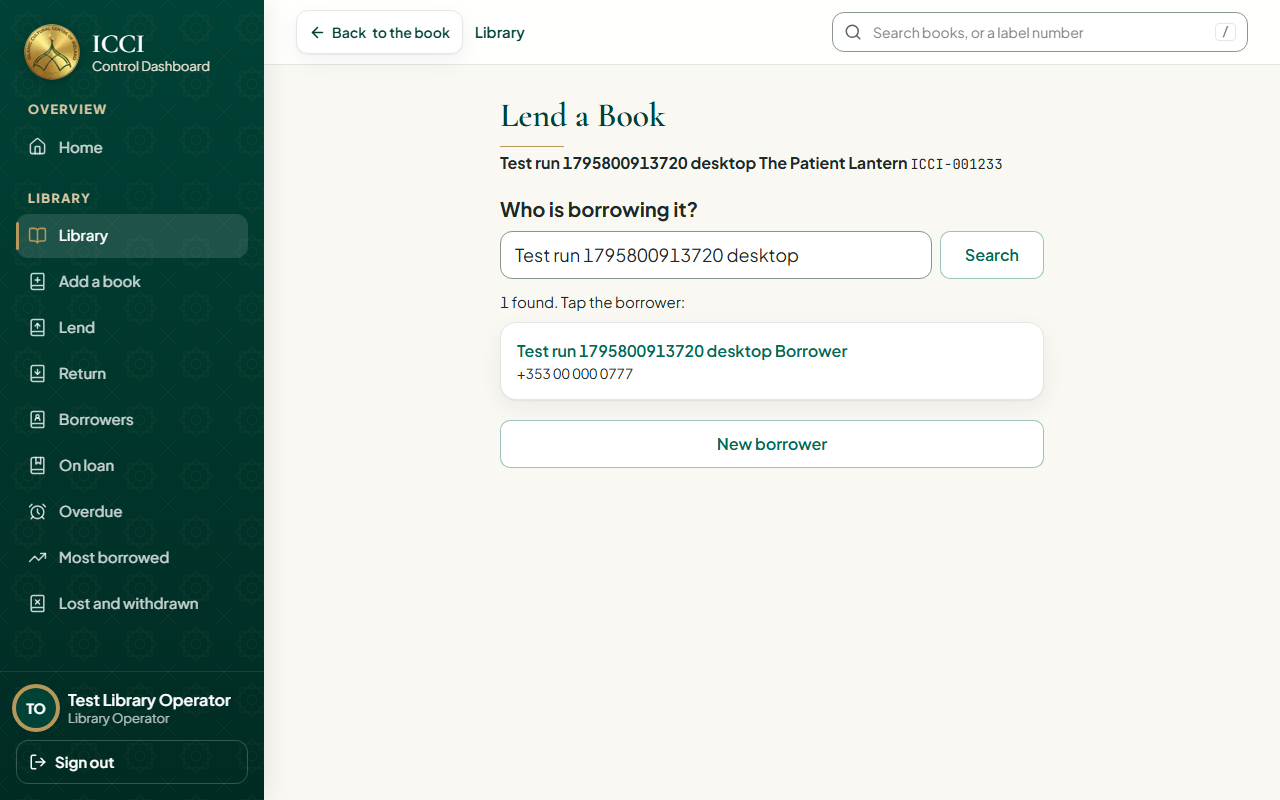 ICCI
Control Dashboard
OVERVIEW
Home
LIBRARY
Library
Add a book
Lend
Return
Borrowers
On loan
Overdue
Most borrowed
Lost and withdrawn
TO
Test Library Operator
Library Operator
Sign out
Back to the book
Library
Search books, or a label number
/
Lend a Book
Test run 1795800913720 desktop The Patient Lantern ICCI-001233
Who is borrowing it?
Test run 1795800913720 desktop
Search
1 found. Tap the borrower:
Test run 1795800913720 desktop Borrower
+353 00 000 0777
New borrower